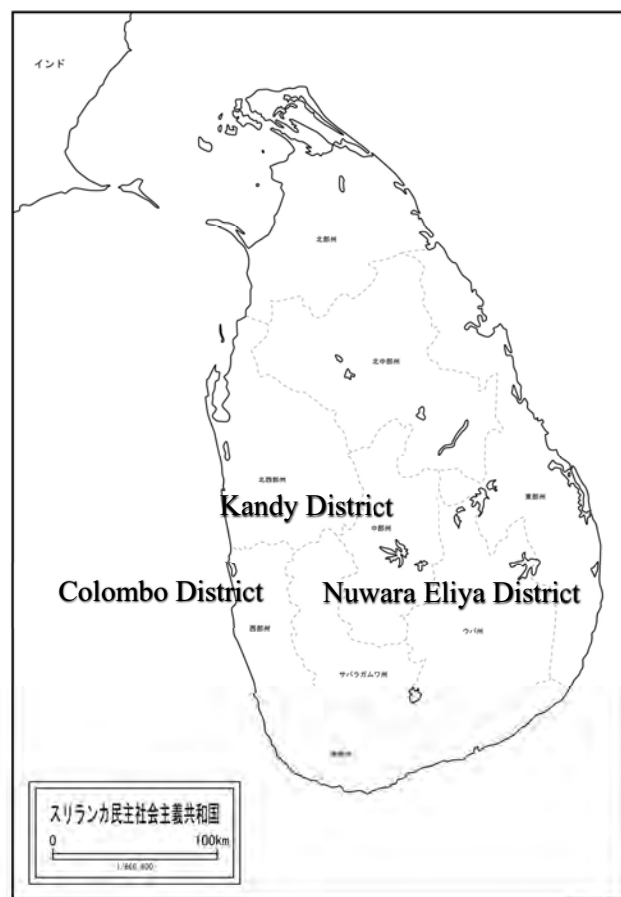 インド
北部州
北中部州
北西部州
東部州
Kandy District
中部州
Colombo District
Nuwara Eliya District
西部州
ウバ州
サバラガムワ州
南部州
スリランカ民主社会主義共和国
0 100km